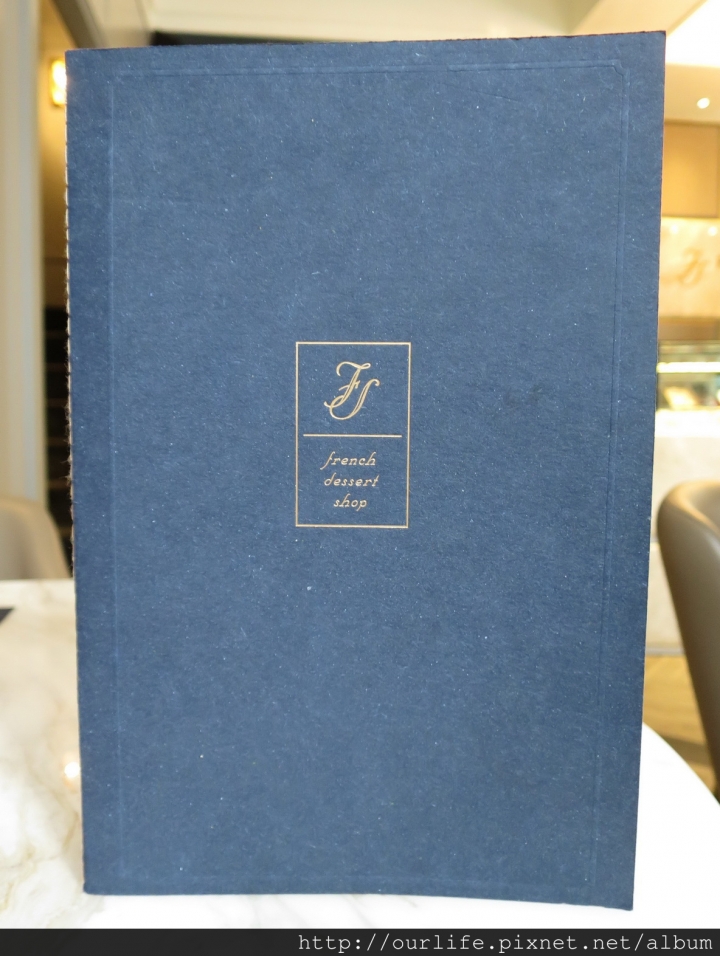 FS
french
dessert
shop
http://ourlife.pixnet.net/album